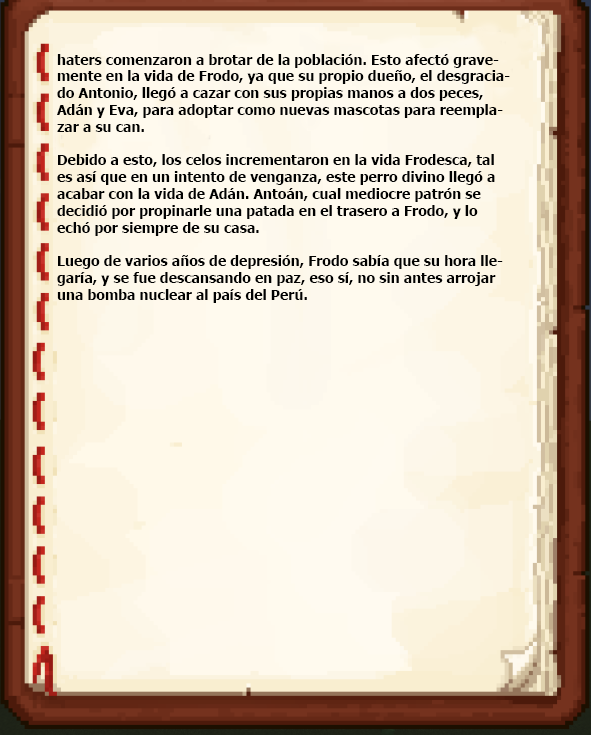 haters comenzaron a brotar de la población. Esto afectó grave-
mente en la vida de Frodo, ya que su propio dueño, el desgracia-
do Antonio, llegó a cazar con sus propias manos a dos peces,
Adán y Eva, para adoptar como nuevas mascotas para reempla-
zar a su can.
Debido a esto, los celos incrementaron en la vida Frodesca, tal
es así que en un intento de venganza, este perro divino llegó a
acabar con la vida de Adán. Antoán, cual mediocre patrón se
decidió por propinarle una patada en el trasero a Frodo, y lo
echó por siempre de su casa.
Luego de varios años de depresión, Frodo sabía que su hora lle-
garía, y se fue descansando en paz, eso sí, no sin antes arrojar
una bomba nuclear al país del Perú.